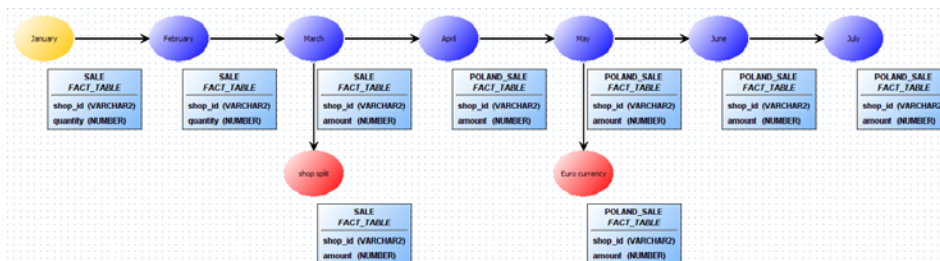 January
February
March
April
May
June
July
SALE
FACT_TABLE
shop_id (VARCHAR2)
quantity (NUMBER)
SALE
FACT_TABLE
shop_id (VARCHAR2)
quantity (NUMBER)
SALE
FACT_TABLE
shop_id (VARCHAR2)
amount (NUMBER)
POLAND_SALE
FACT_TABLE
shop_id (VARCHAR2)
amount (NUMBER)
POLAND_SALE
FACT_TABLE
shop_id (VARCHAR2)
amount (NUMBER)
POLAND_SALE
FACT_TABLE
shop_id (VARCHAR2)
amount (NUMBER)
POLAND_SALE
FACT_TABLE
shop_id (VARCHAR2)
amount (NUMBER)
shop split
Euro currency
SALE
FACT_TABLE
shop_id (VARCHAR2)
amount (NUMBER)
POLAND_SALE
FACT_TABLE
shop_id (VARCHAR2)
amount (NUMBER)